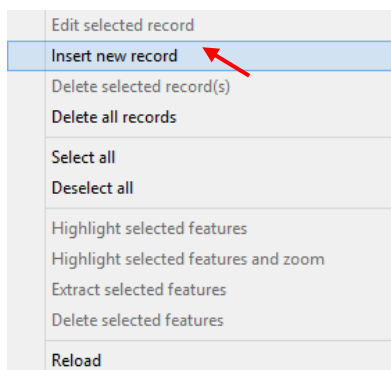 Edit selected record
Insert new record
Delete selected record(s)
Delete all records
Select all
Deselect all
Highlight selected features
Highlight selected features and zoom
Extract selected features
Delete selected features
Reload